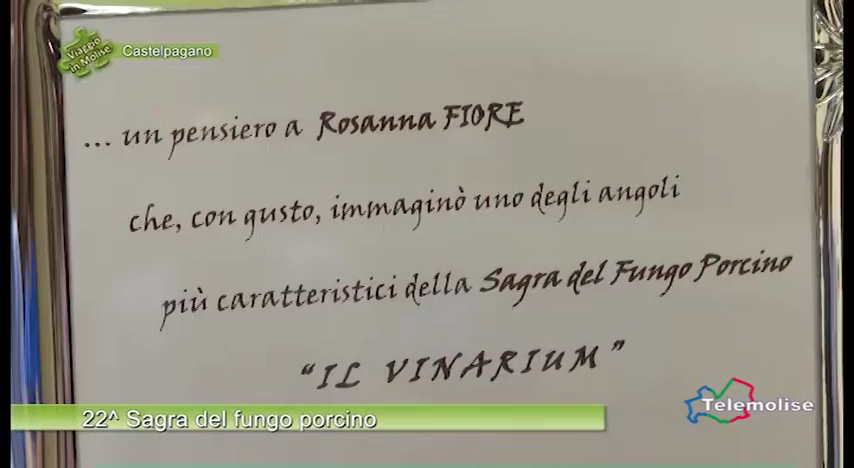 Viaggio
in Molise
Castelpagano
... un pensiero a Rosanna FIORE
che, con gusto, immaginò uno degli angoli
più caratteristici della Sagra del Fungo Porcino
"IL VINARIUM"
22^ Sagra del fungo porcino
Telemolise